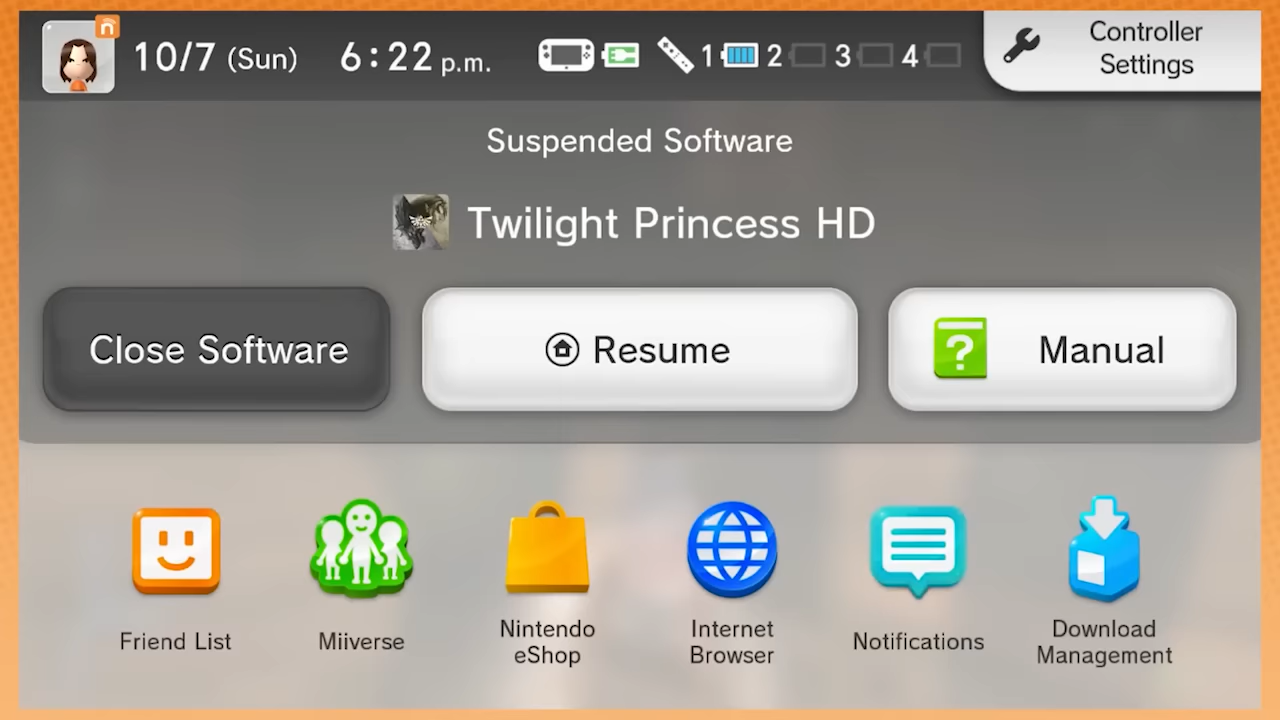 n
10/7 (Sun) 6:22 p.m. 1 2 3 4
Controller
Settings
Suspended Software
Twilight Princess HD
Close Software
Resume
? Manual
Friend List
Miiverse
Nintendo
eShop
Internet
Browser
Notifications
Download
Management